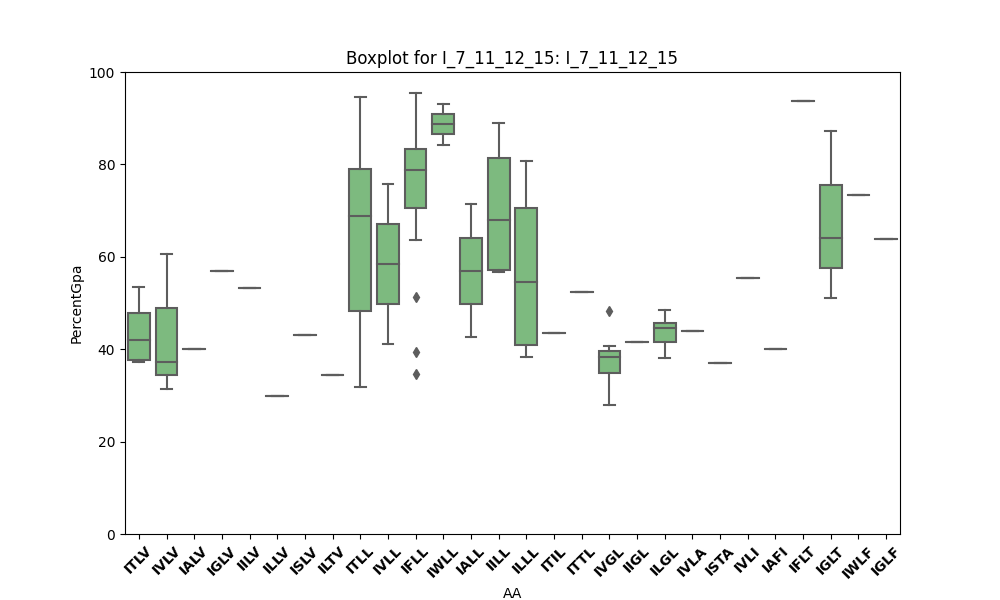 Boxplot for I_7_11_12_15: I_7_11_12_15
PercentGpa
100
80
60
40
20
0
ITLV IVLV IALV IGLV IILV ILLV ISLV ILTV ITLL IVLL IFLL IWLL IALL IILL ILLL ITIL ITTL IVGL IIGL ILGL IVLA ISTA IVLI IAFI IFLT IGLT IWLF IGLF
AA